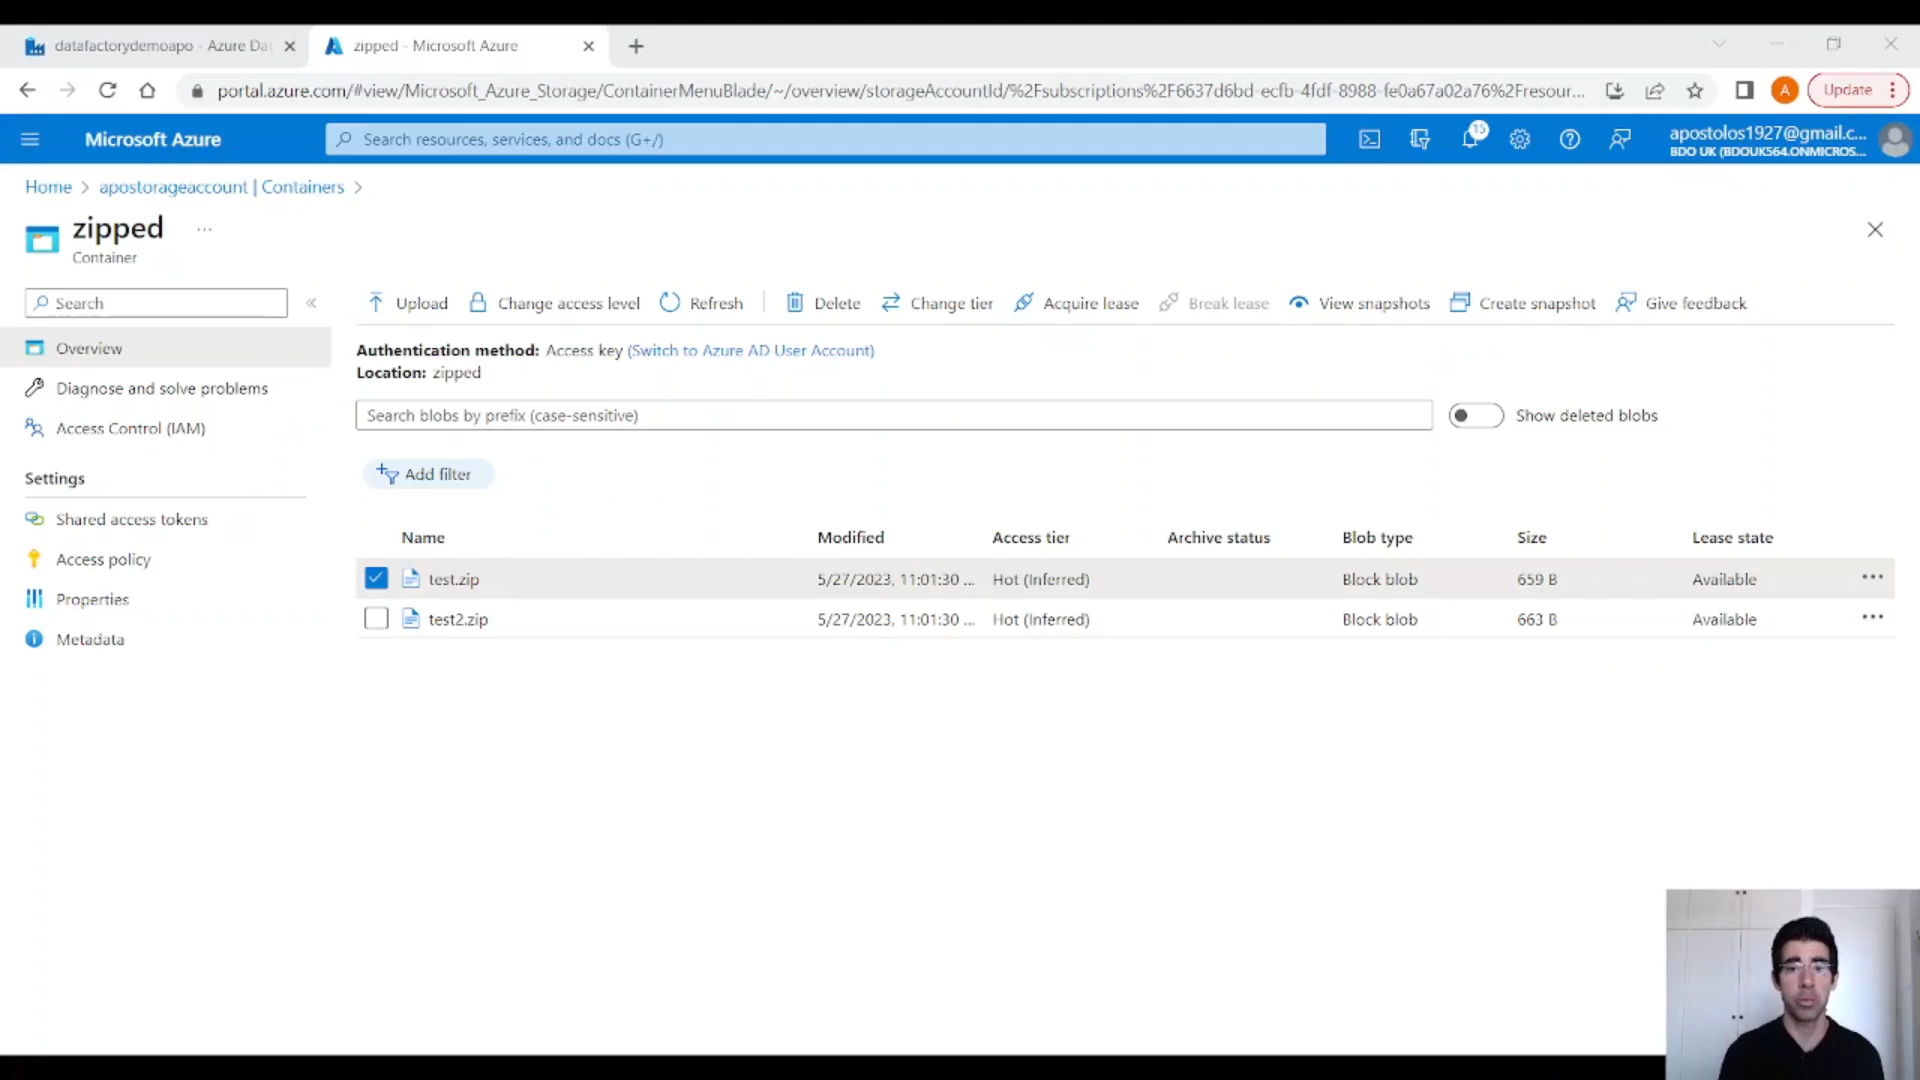 datafactorydemoapo - Azure Da
zipped - Microsoft Azure
portal.azure.com/#view/Microsoft_Azure_Storage/ContainerMenuBlade/~/overview/storageAccountId/%2Fsubscriptions%2F6637d6bd-ecfb-4fdf-8988-fe0a67a02a76%2Fresour...
A
Update
Microsoft Azure
Search resources, services, and docs (G+/)
15
apostolos1927@gmail.c...
BDO UK (BDOUK564.ONMICROS...
Home > apostorageaccount | Containers >
zipped ...
Container
Search
Upload Change access level Refresh Delete Change tier Acquire lease Break lease View snapshots Create snapshot Give feedback
Overview
Diagnose and solve problems
Access Control (IAM)
Settings
Shared access tokens
Access policy
Properties
Metadata
Authentication method: Access key (Switch to Azure AD User Account)
Location: zipped
Search blobs by prefix (case-sensitive)
Show deleted blobs
Add filter
Name Modified Access tier Archive status Blob type Size Lease state
test.zip 5/27/2023, 11:01:30 ... Hot (Inferred) Block blob 659 B Available ...
test2.zip 5/27/2023, 11:01:30 ... Hot (Inferred) Block blob 663 B Available ...